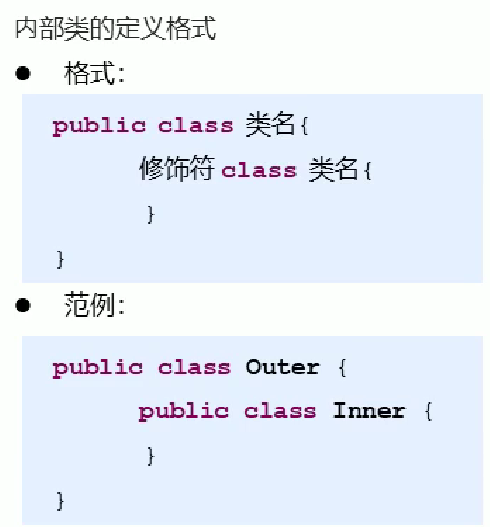 内部类的定义格式
● 格式：
public class 类名{
修饰符 class 类名{
}
}
● 范例：
public class Outer {
public class Inner {
}
}